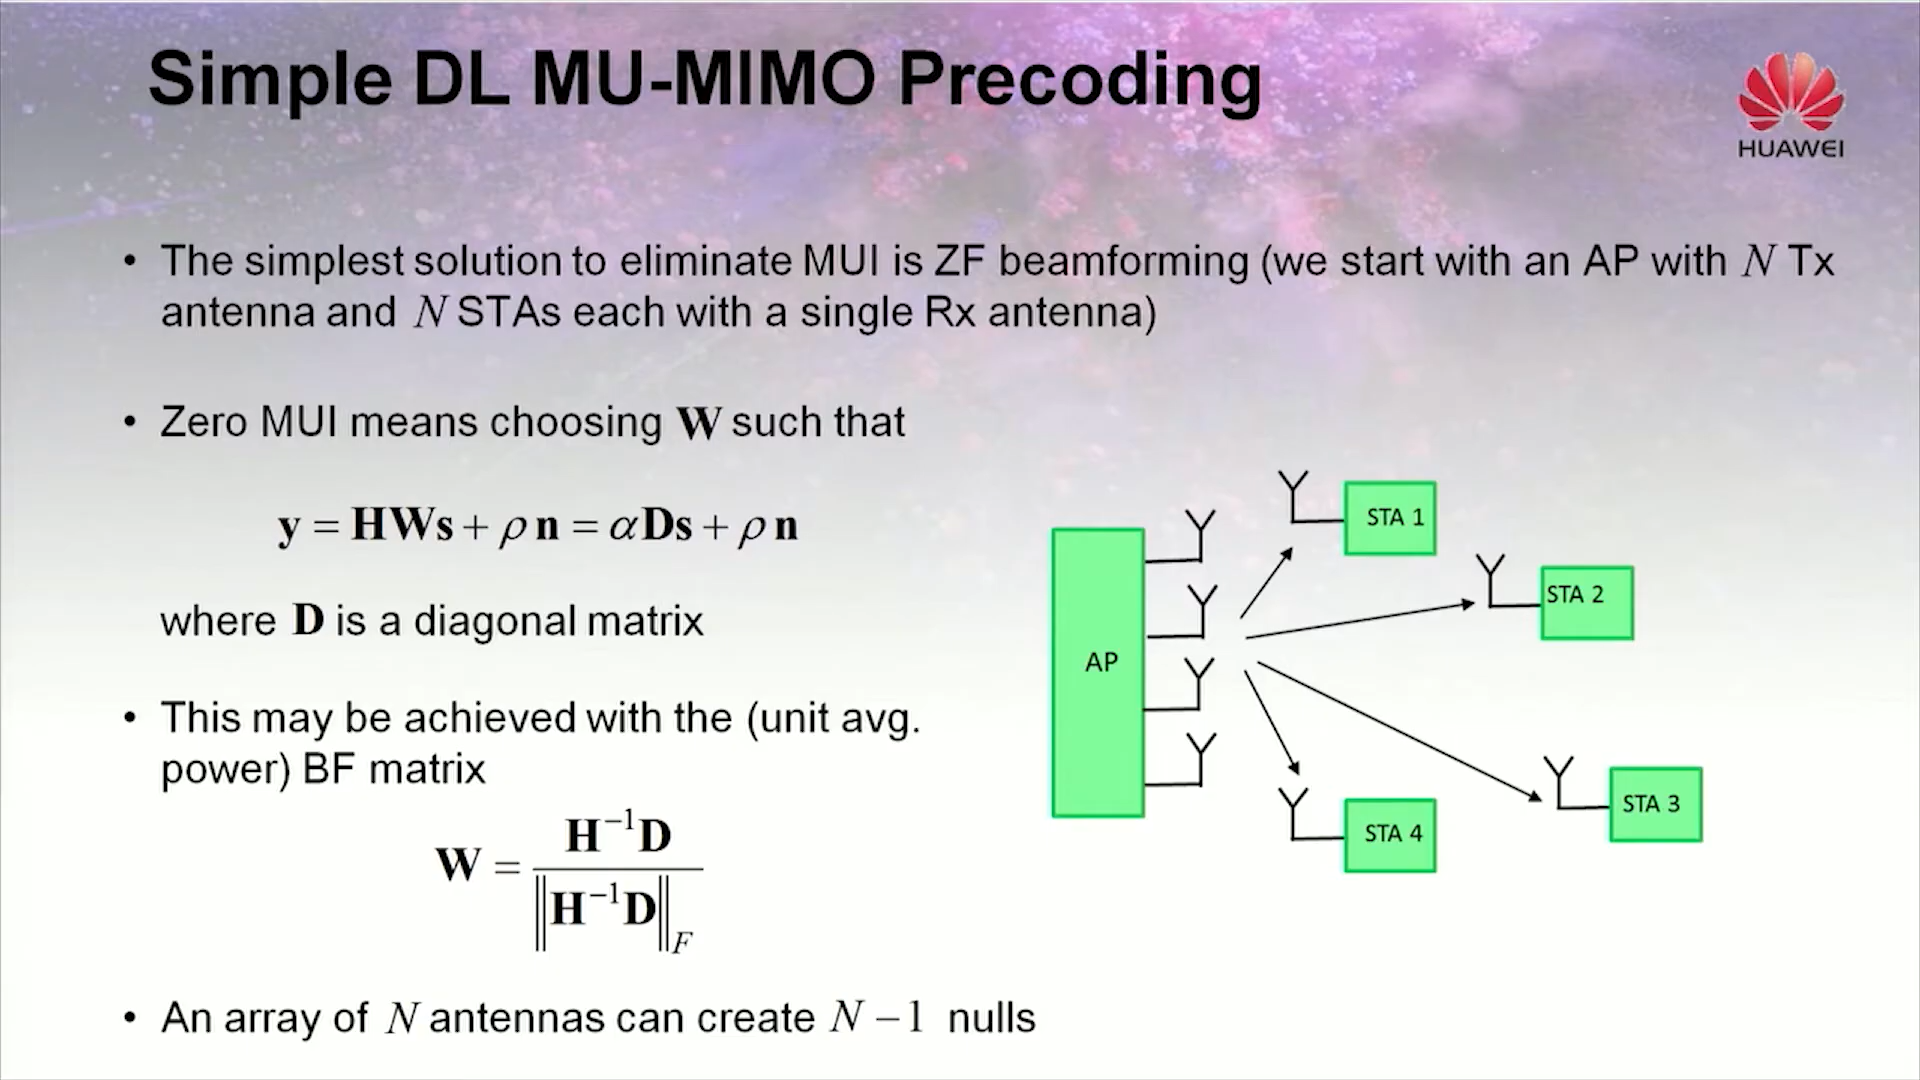 Simple DL MU-MIMO Precoding
HUAWEI
• The simplest solution to eliminate MUI is ZF beamforming (we start with an AP with N Tx
antenna and N STAs each with a single Rx antenna)
• Zero MUI means choosing W such that
y = HWs + ρ n = αDs + ρ n
where D is a diagonal matrix
• This may be achieved with the (unit avg.
power) BF matrix
W = H⁻¹D / ‖H⁻¹D‖_F
• An array of N antennas can create N − 1 nulls
AP
STA 1
STA 2
STA 3
STA 4